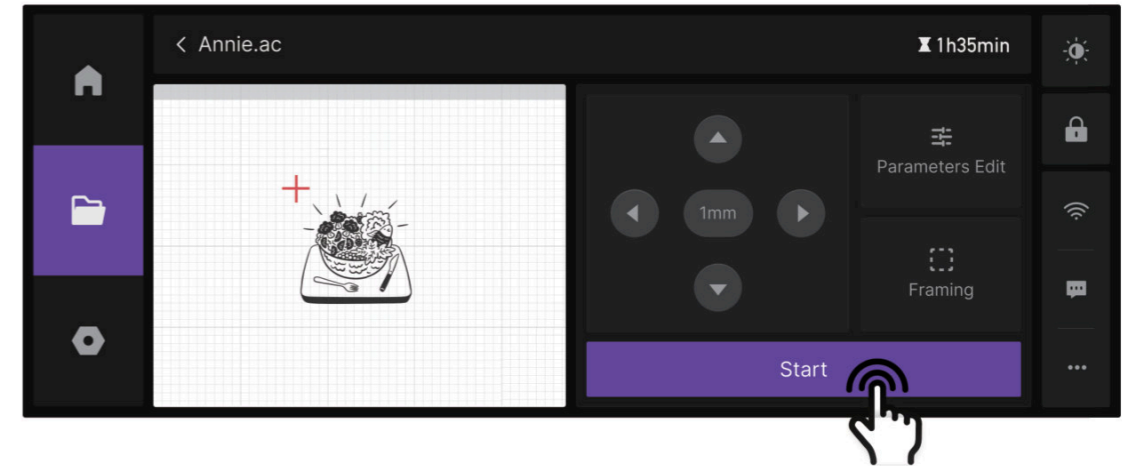 < Annie.ac
1h35min
Parameters Edit
1mm
Framing
Start